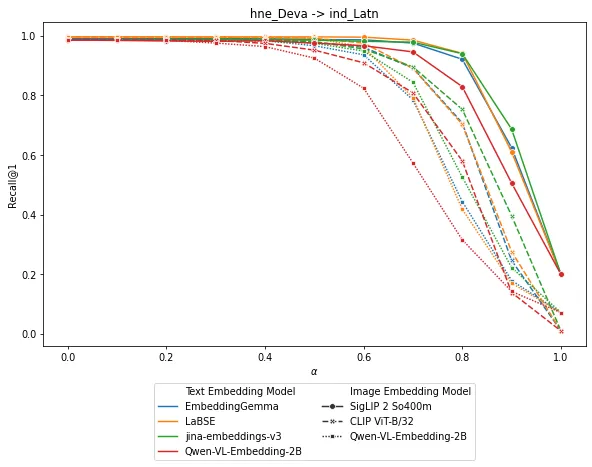 hne_Deva -> ind_Latn
Recall@1
1.0
0.8
0.6
0.4
0.2
0.0
0.0 0.2 0.4 0.6 0.8 1.0
α
Text Embedding Model
EmbeddingGemma
LaBSE
jina-embeddings-v3
Qwen-VL-Embedding-2B
Image Embedding Model
SigLIP 2 So400m
CLIP ViT-B/32
Qwen-VL-Embedding-2B